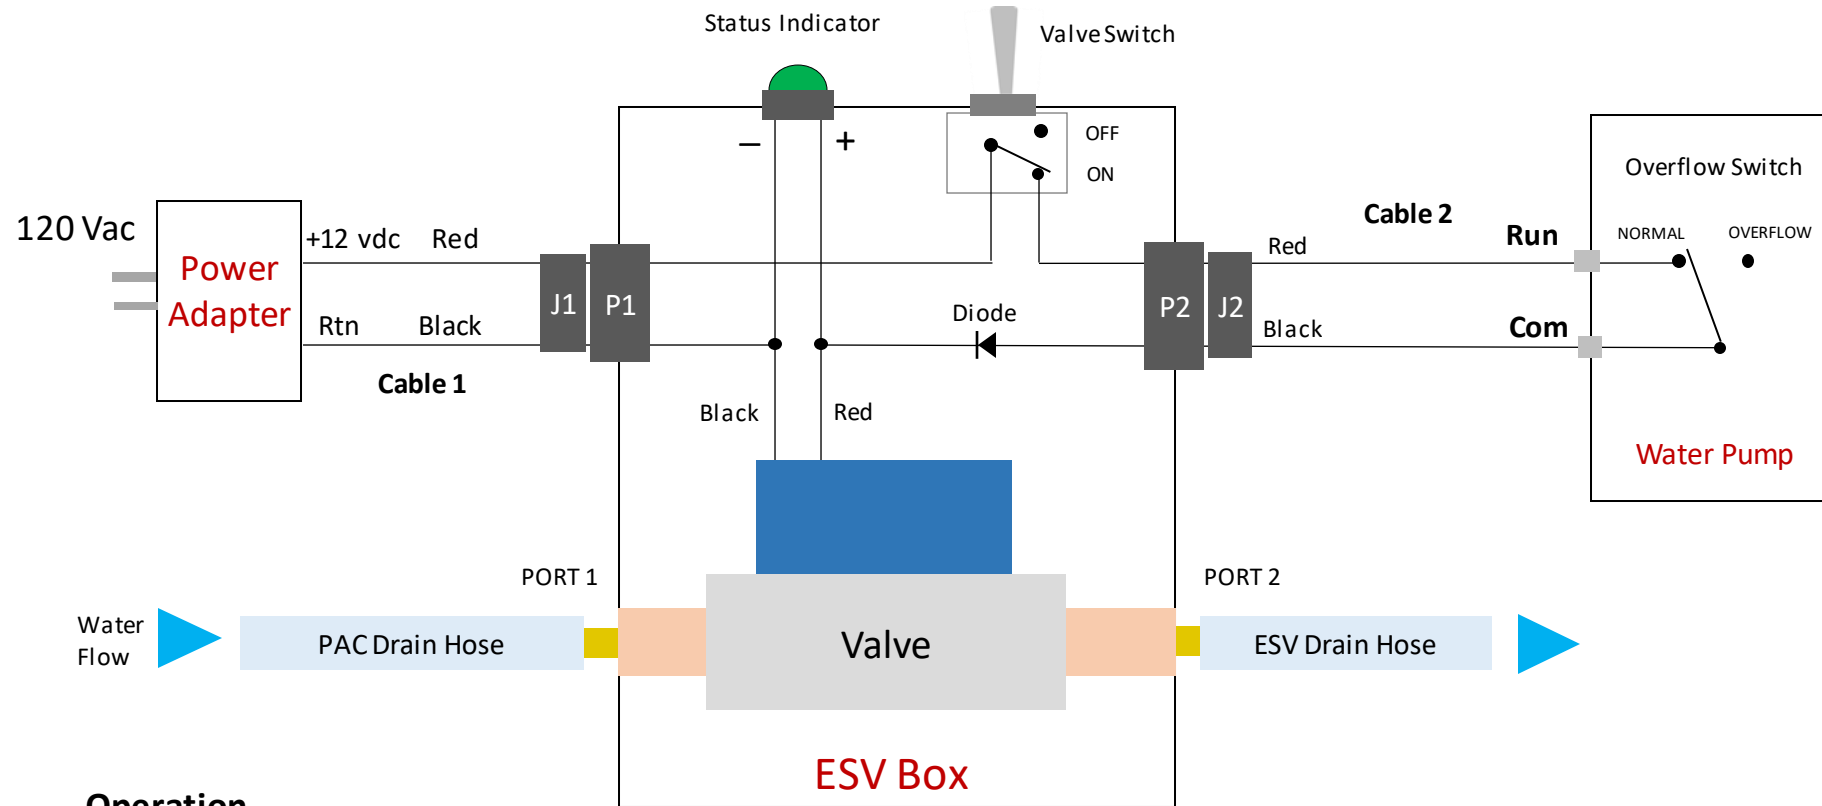 Status Indicator
Valve Switch
–
+
OFF
ON
Overflow Switch
120 Vac
Cable 2
Run
NORMAL
OVERFLOW
+12 vdc
Red
Red
Power
Adapter
J1
P1
P2
J2
Diode
Rtn
Black
Black
Com
Cable 1
Black
Red
Water Pump
PORT 1
PORT 2
Water
Flow
PAC Drain Hose
Valve
ESV Drain Hose
ESV Box
Operation